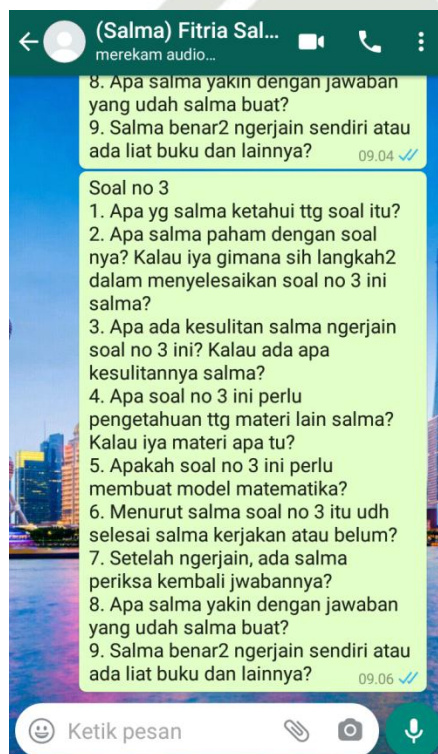 (Salma) Fitria Sal...
merekam audio...
8. Apa salma yakin dengan jawaban
yang udah salma buat?
9. Salma benar2 ngerjain sendiri atau
ada liat buku dan lainnya? 09.04
Soal no 3
1. Apa yg salma ketahui ttg soal itu?
2. Apa salma paham dengan soal
nya? Kalau iya gimana sih langkah2
dalam menyelesaikan soal no 3 ini
salma?
3. Apa ada kesulitan salma ngerjain
soal no 3 ini? Kalau ada apa
kesulitannya salma?
4. Apa soal no 3 ini perlu
pengetahuan ttg materi lain salma?
Kalau iya materi apa tu?
5. Apakah soal no 3 ini perlu
membuat model matematika?
6. Menurut salma soal no 3 itu udh
selesai salma kerjakan atau belum?
7. Setelah ngerjain, ada salma
periksa kembali jwabannya?
8. Apa salma yakin dengan jawaban
yang udah salma buat?
9. Salma benar2 ngerjain sendiri atau
ada liat buku dan lainnya? 09.06
Ketik pesan